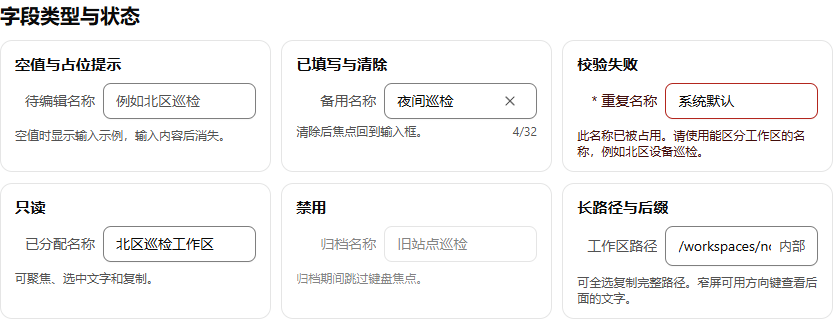 字段类型与状态
空值与占位提示
待编辑名称 例如北区巡检
空值时显示输入示例，输入内容后消失。
已填写与清除
备用名称 夜间巡检 ×
清除后焦点回到输入框。 4/32
校验失败
* 重复名称 系统默认
此名称已被占用。请使用能区分工作区的名
称，例如北区设备巡检。
只读
已分配名称 北区巡检工作区
可聚焦、选中文字和复制。
禁用
归档名称 旧站点巡检
归档期间跳过键盘焦点。
长路径与后缀
工作区路径 /workspaces/no 内部
可全选复制完整路径。窄屏可用方向键查看后
面的文字。